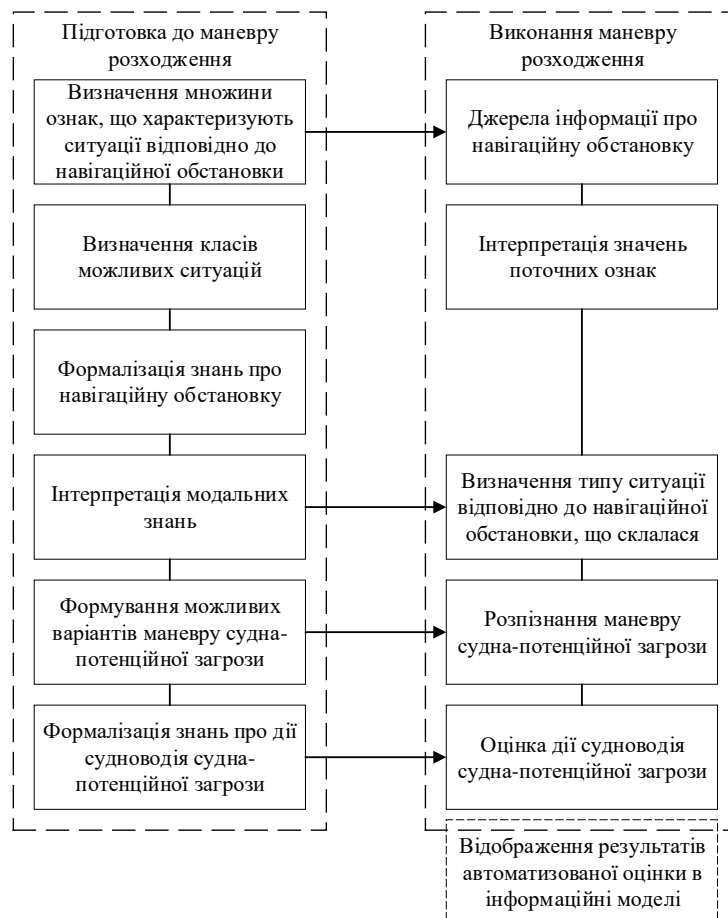 Підготовка до маневру
розходження
Визначення множини
ознак, що характеризують
ситуації відповідно до
навігаційної обстановки
Визначення класів
можливих ситуацій
Формалізація знань про
навігаційну обстановку
Інтерпретація модальних
знань
Формування можливих
варіантів маневру судна-
потенційної загрози
Формалізація знань про дії
судноводія судна-
потенційної загрози
Виконання маневру
розходження
Джерела інформації про
навігаційну обстановку
Інтерпретація значень
поточних ознак
Визначення типу ситуації
відповідно до навігаційної
обстановки, що склалася
Розпізнання маневру
судна-потенційної загрози
Оцінка дії судноводія
судна-потенційної загрози
Відображення результатів
автоматизованої оцінки в
інформаційні моделі